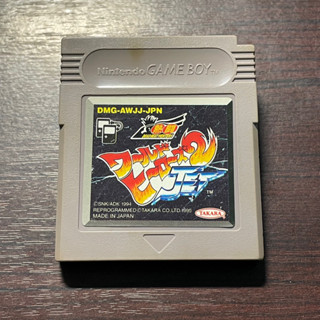 Nintendo GAME BOY
DMG-AWJJ-JPN
熱闘
ワールドヒーローズ2
JET™
©SNK/ADK 1994
REPROGRAMMED ©TAKARA CO.,LTD.1995
MADE IN JAPAN
TAKARA